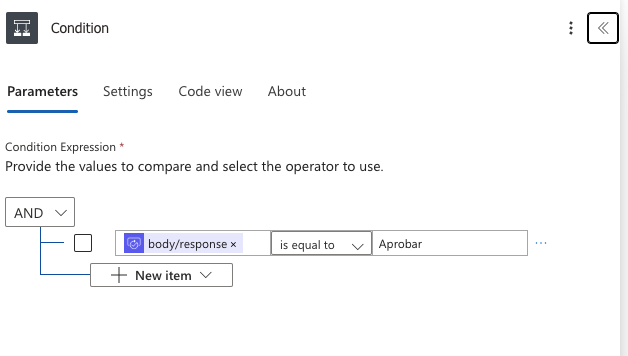 Condition
Parameters Settings Code view About
Condition Expression *
Provide the values to compare and select the operator to use.
AND
body/response × is equal to Aprobar ...
New item